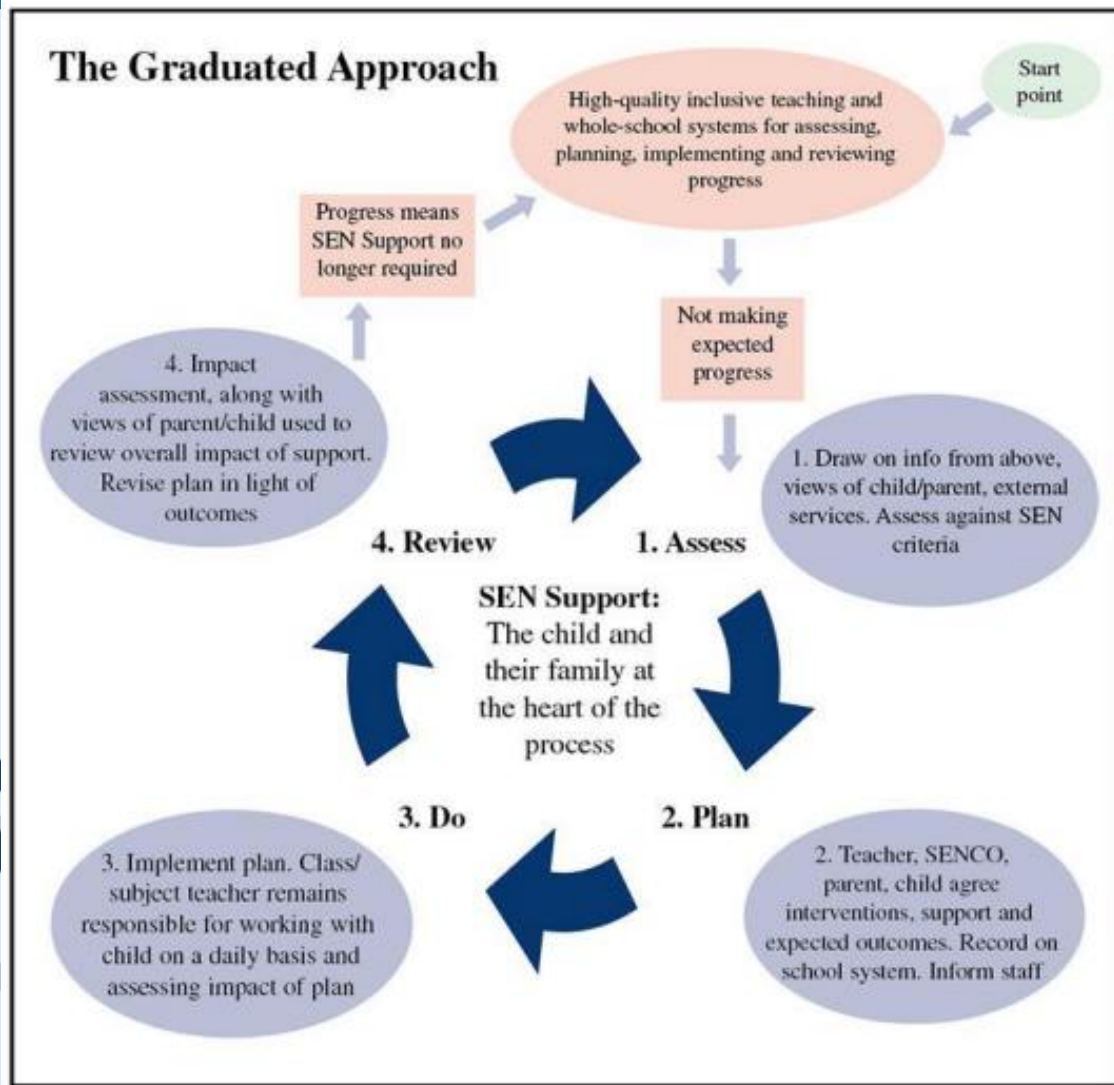 The Graduated Approach
Start
point
High-quality inclusive teaching and
whole-school systems for assessing,
planning, implementing and reviewing
progress
Progress means
SEN Support no
longer required
Not making
expected
progress
4. Impact
assessment, along with
views of parent/child used to
review overall impact of support.
Revise plan in light of
outcomes
1. Draw on info from above,
views of child/parent, external
services. Assess against SEN
criteria
4. Review
1. Assess
SEN Support:
The child and
their family at
the heart of the
process
3. Do
2. Plan
3. Implement plan. Class/
subject teacher remains
responsible for working with
child on a daily basis and
assessing impact of plan
2. Teacher, SENCO,
parent, child agree
interventions, support and
expected outcomes. Record on
school system. Inform staff